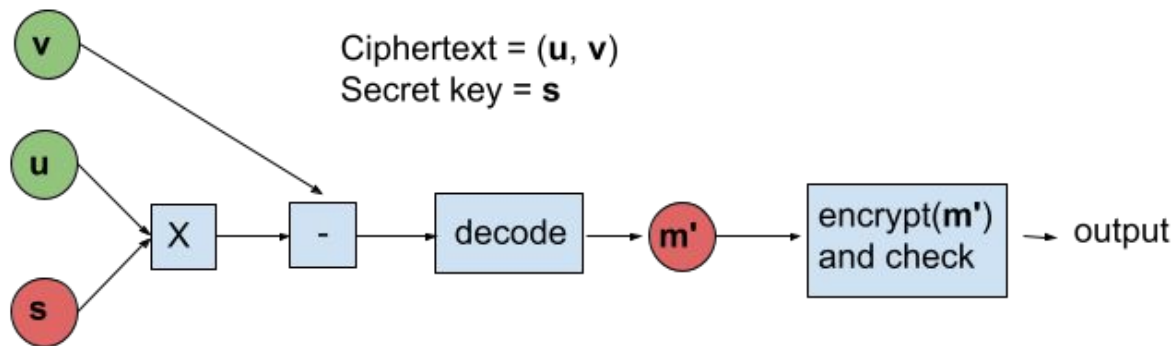 v
Ciphertext = (u, v)
Secret key = s
u
X
-
decode
m'
encrypt(m')
and check
output
s